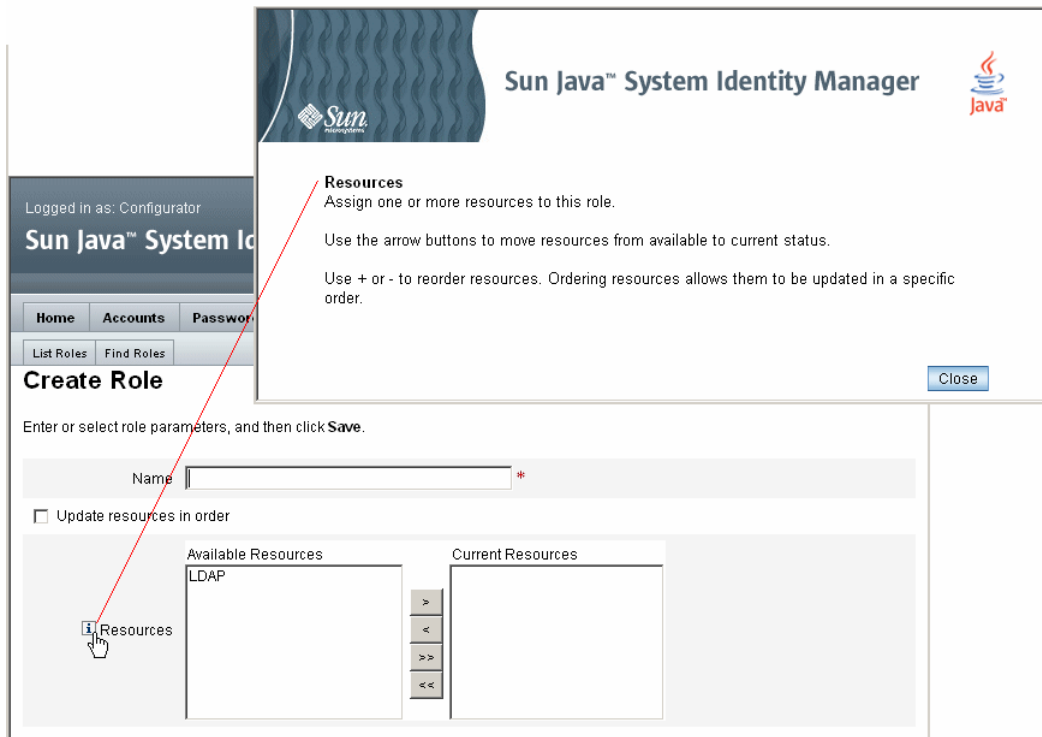 Sun Java™ System Identity Manager
Sun
microsystems
Java™
Resources
Assign one or more resources to this role.
Use the arrow buttons to move resources from available to current status.
Use + or - to reorder resources. Ordering resources allows them to be updated in a specific
order.
Close
Logged in as: Configurator
Sun Java™ System Id
Home Accounts Passwor
List Roles Find Roles
Create Role
Enter or select role parameters, and then click Save.
Name *
Update resources in order
Available Resources Current Resources
LDAP
>
i Resources
<
>>
<<